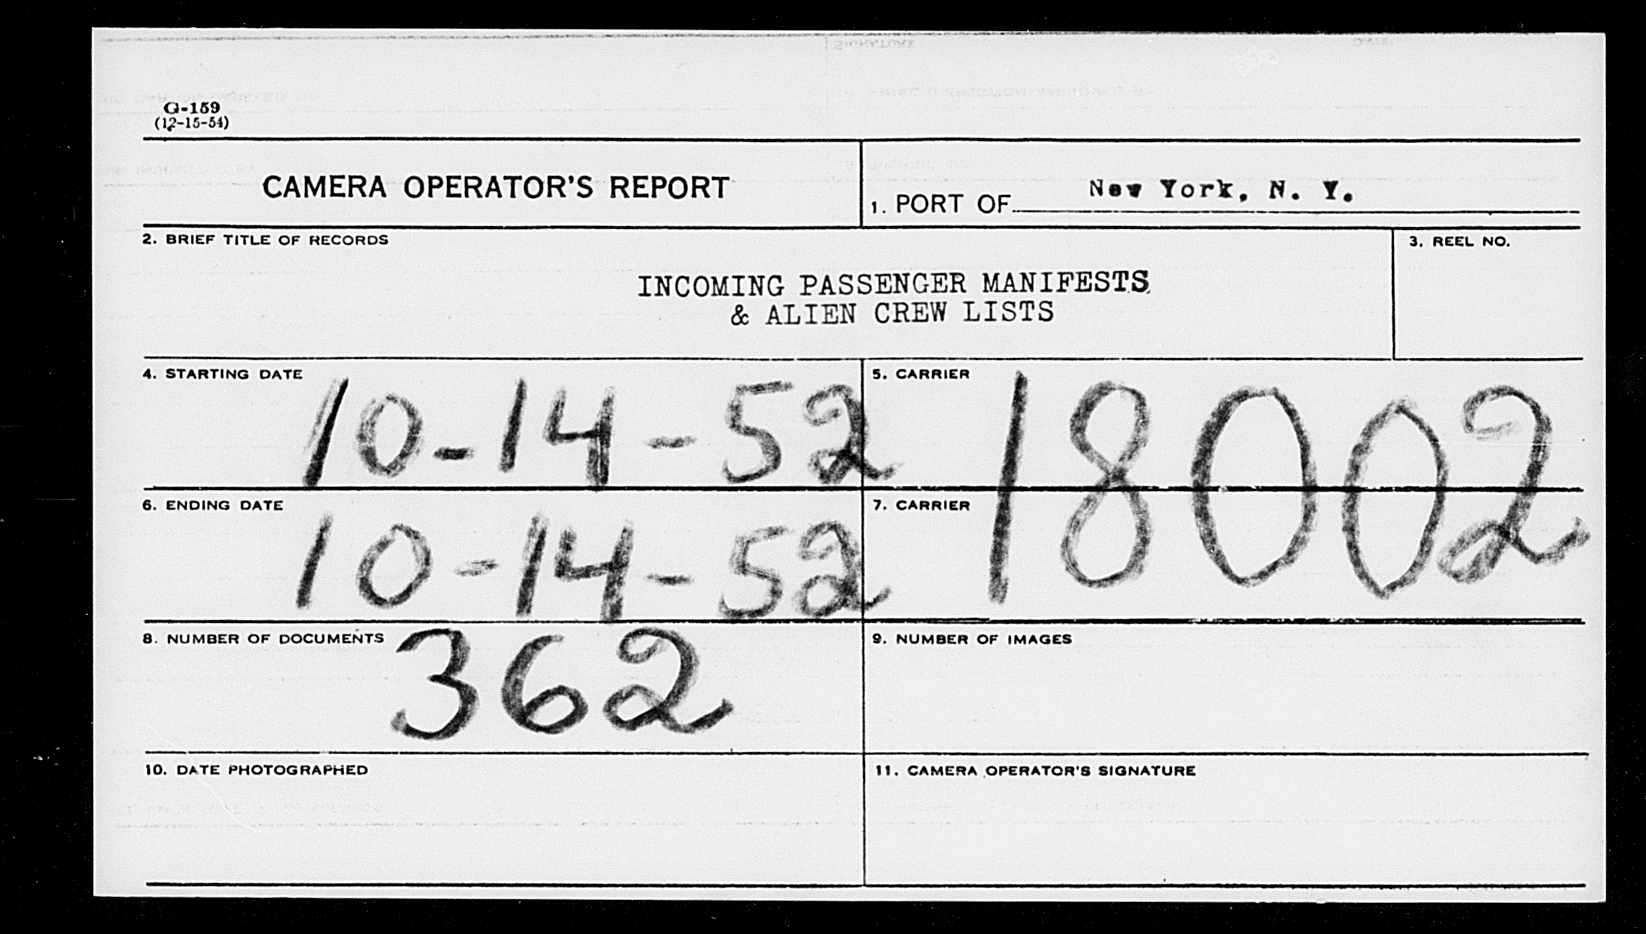 G-159
(12-15-54)
CAMERA OPERATOR'S REPORT
1. PORT OF New York, N. Y.
2. BRIEF TITLE OF RECORDS
3. REEL NO.
INCOMING PASSENGER MANIFESTS
& ALIEN CREW LISTS
4. STARTING DATE 10-14-52
5. CARRIER
18002
6. ENDING DATE 10-14-52
7. CARRIER
8. NUMBER OF DOCUMENTS 362
9. NUMBER OF IMAGES
10. DATE PHOTOGRAPHED
11. CAMERA OPERATOR'S SIGNATURE